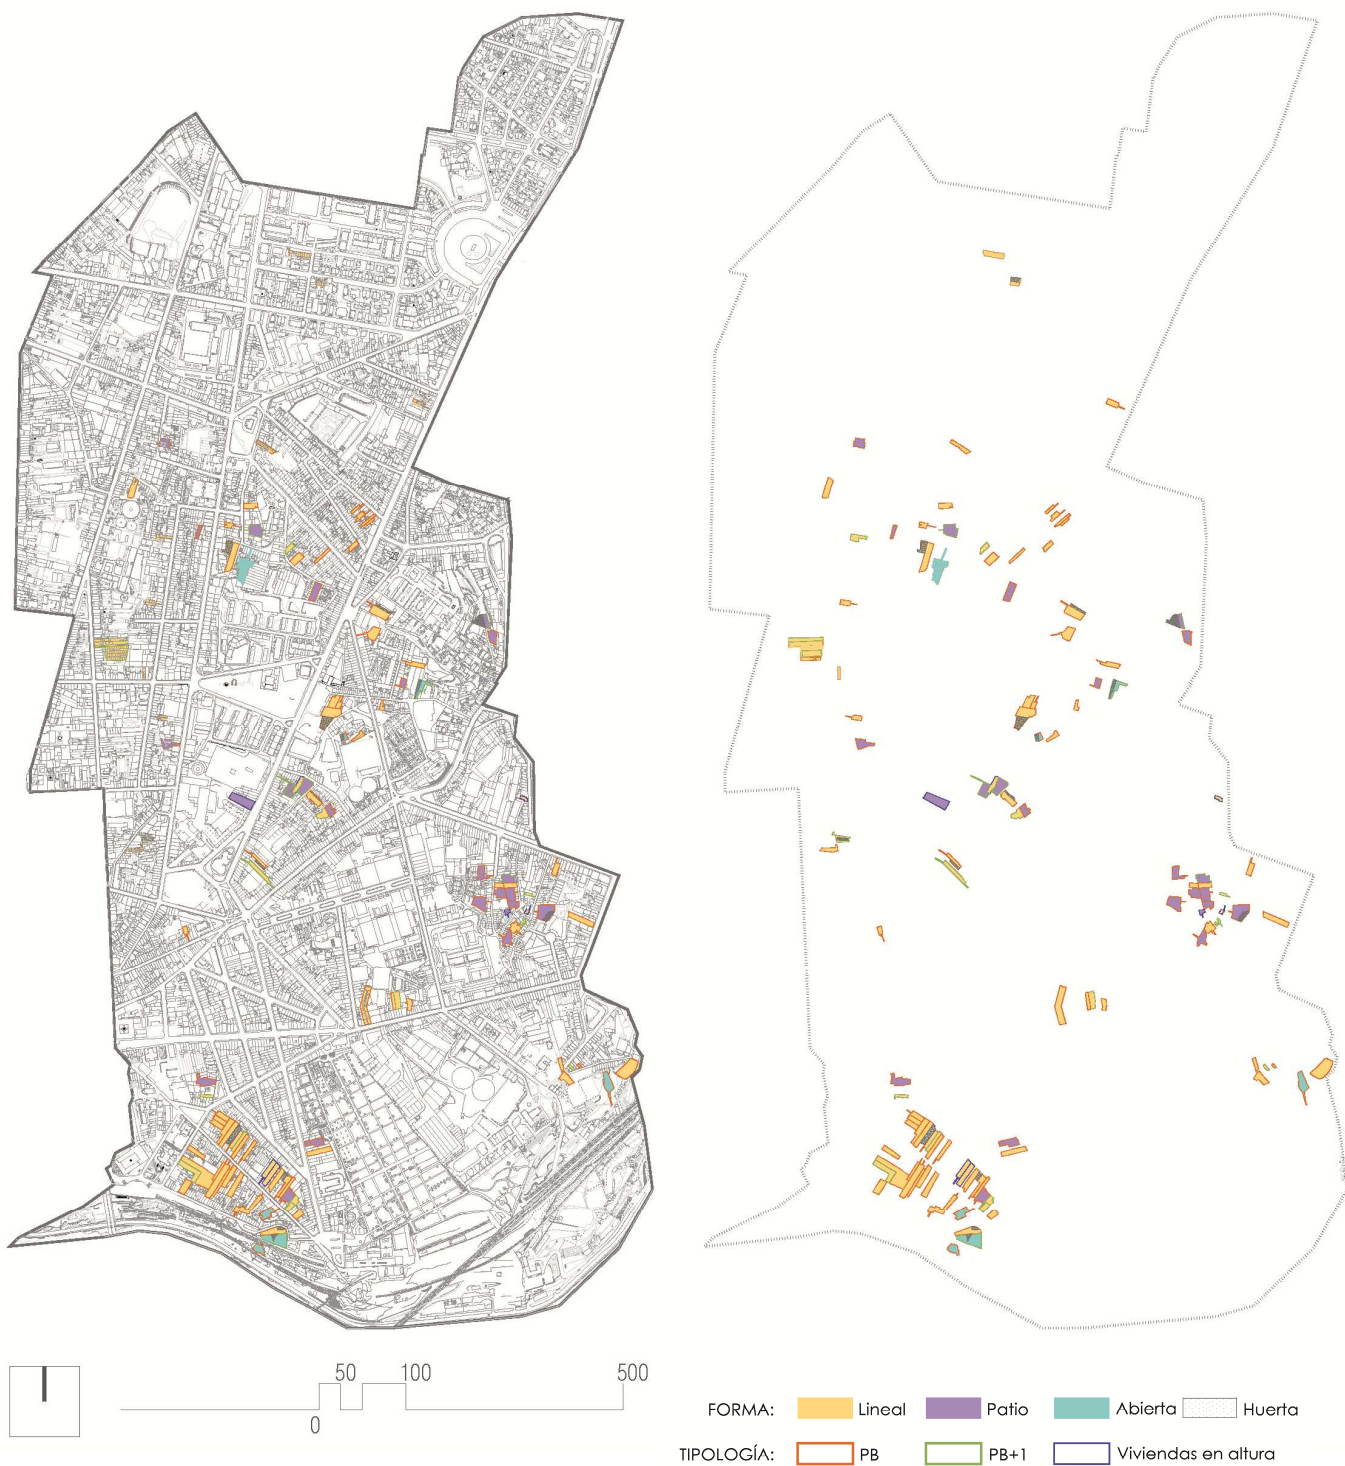 50 100 500
0
FORMA: Lineal Patio Abierta Huerta
TIPOLOGÍA: PB PB+1 Viviendas en altura